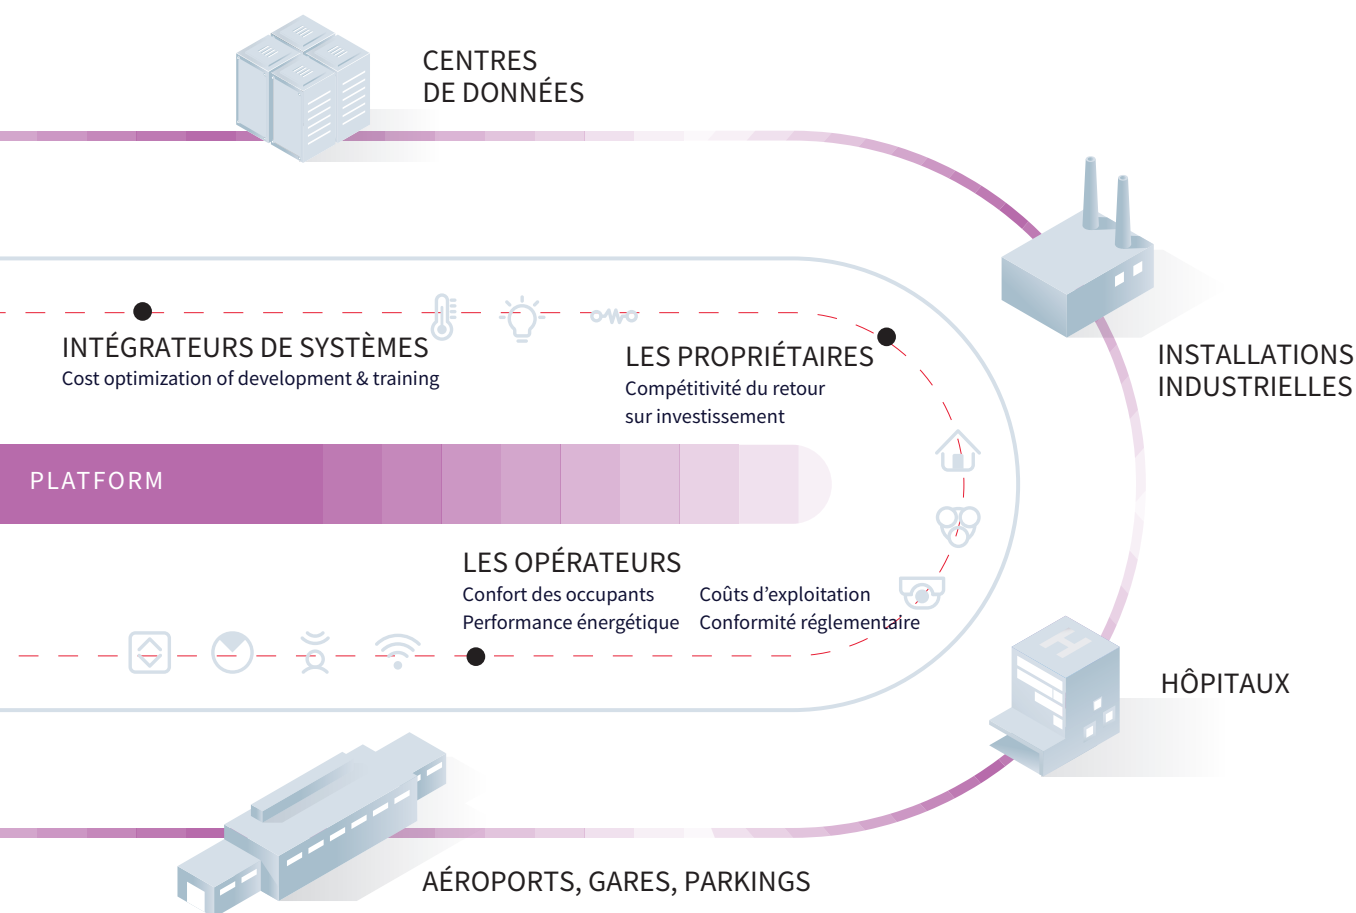 CENTRES
DE DONNÉES
INSTALLATIONS
INDUSTRIELLES
INTÉGRATEURS DE SYSTÈMES
Cost optimization of development & training
LES PROPRIÉTAIRES
Compétitivité du retour
sur investissement
PLATFORM
LES OPÉRATEURS
Confort des occupants
Performance énergétique
Coûts d’exploitation
Conformité réglementaire
H
HÔPITAUX
AÉROPORTS, GARES, PARKINGS